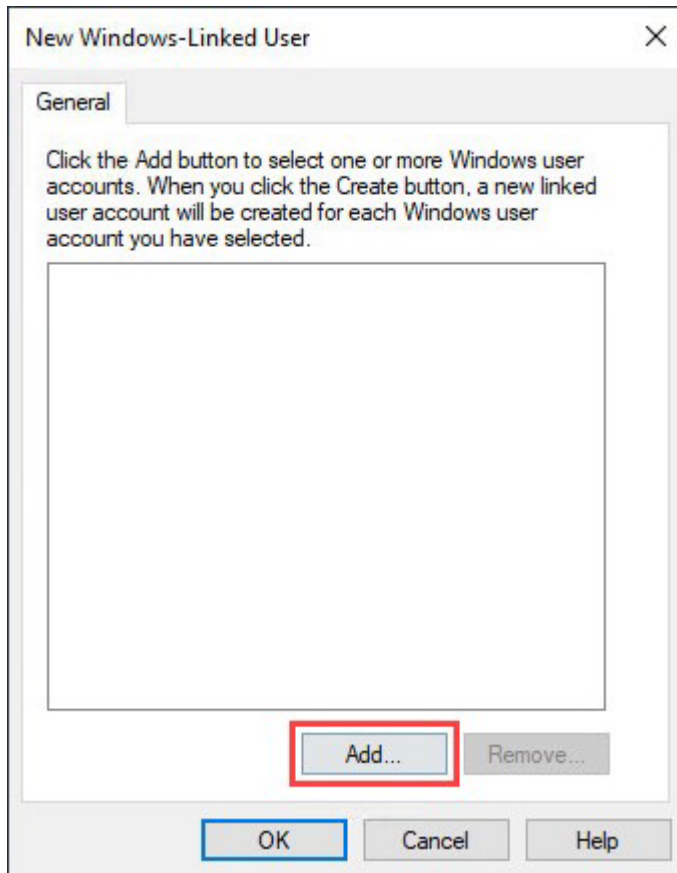 New Windows-Linked User
General
Click the Add button to select one or more Windows user
accounts. When you click the Create button, a new linked
user account will be created for each Windows user
account you have selected.
Add...
Remove...
OK
Cancel
Help